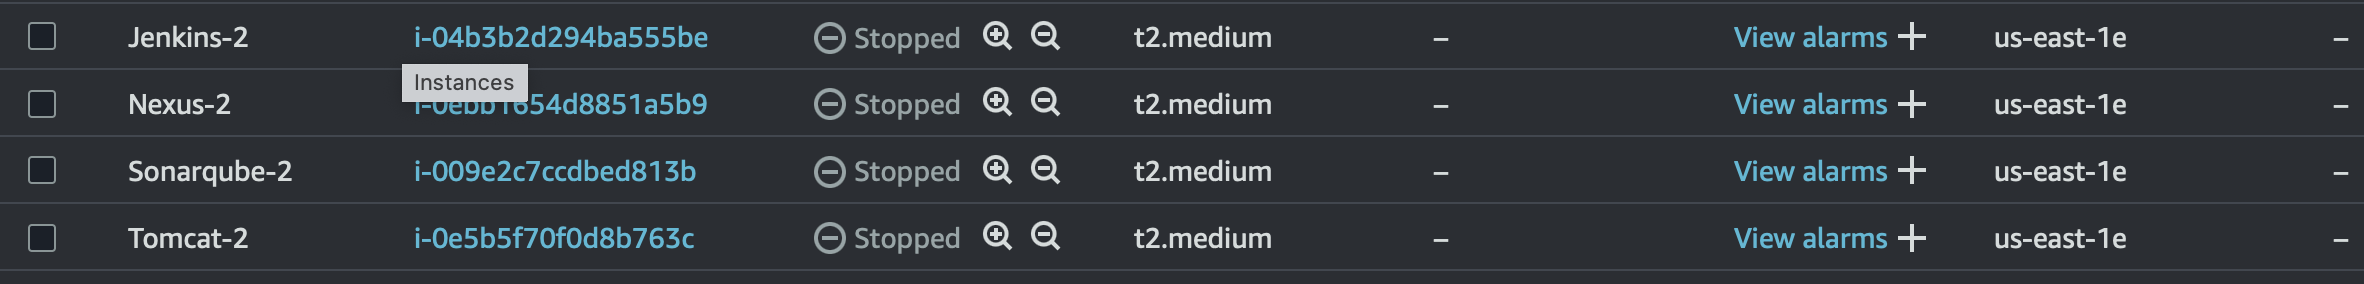 Jenkins-2 i-04b3b2d294ba555be Stopped t2.medium – View alarms + us-east-1e –
Instances
Nexus-2 i-0ebb1654d8851a5b9 Stopped t2.medium – View alarms + us-east-1e –
Sonarqube-2 i-009e2c7ccdbed813b Stopped t2.medium – View alarms + us-east-1e –
Tomcat-2 i-0e5b5f70f0d8b763c Stopped t2.medium – View alarms + us-east-1e –